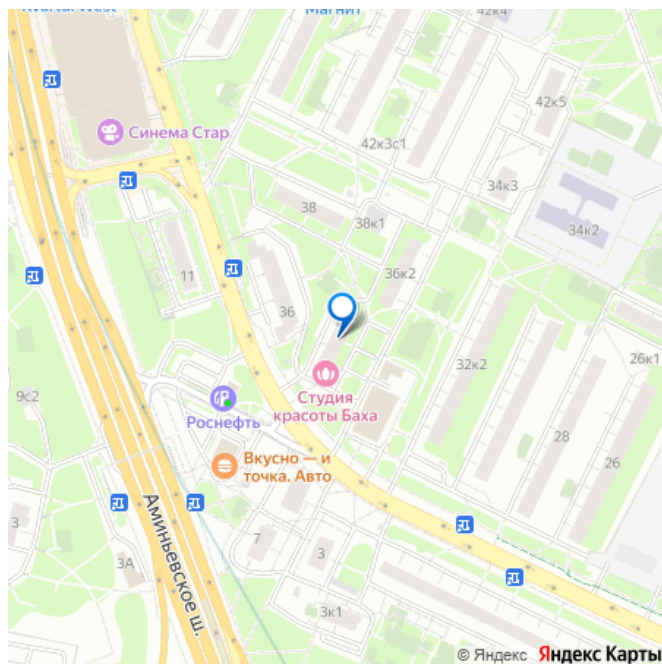 Kvartal West
Магнит
42к4
42к5
Синема Стар
42к3с1
34к3
38
38к1
34к2
36к2
11
36
32к2
26к1
9с2
Студия
красоты Баха
Роснефть
28
26
Вкусно — и
точка. Авто
3
Аминьевское ш.
7
3
3А
3к1
© Яндекс Яндекс Карты